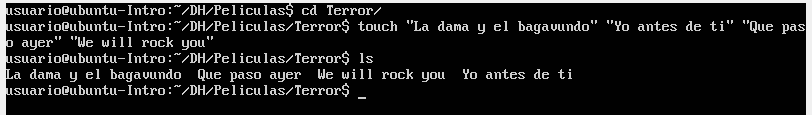 usuario@ubuntu-Intro:~/DH/Peliculas$ cd Terror/
usuario@ubuntu-Intro:~/DH/Peliculas/Terror$ touch "La dama y el bagavundo" "Yo antes de ti" "Que pas
o ayer" "We will rock you"
usuario@ubuntu-Intro:~/DH/Peliculas/Terror$ ls
La dama y el bagavundo  Que paso ayer  We will rock you  Yo antes de ti
usuario@ubuntu-Intro:~/DH/Peliculas/Terror$ _